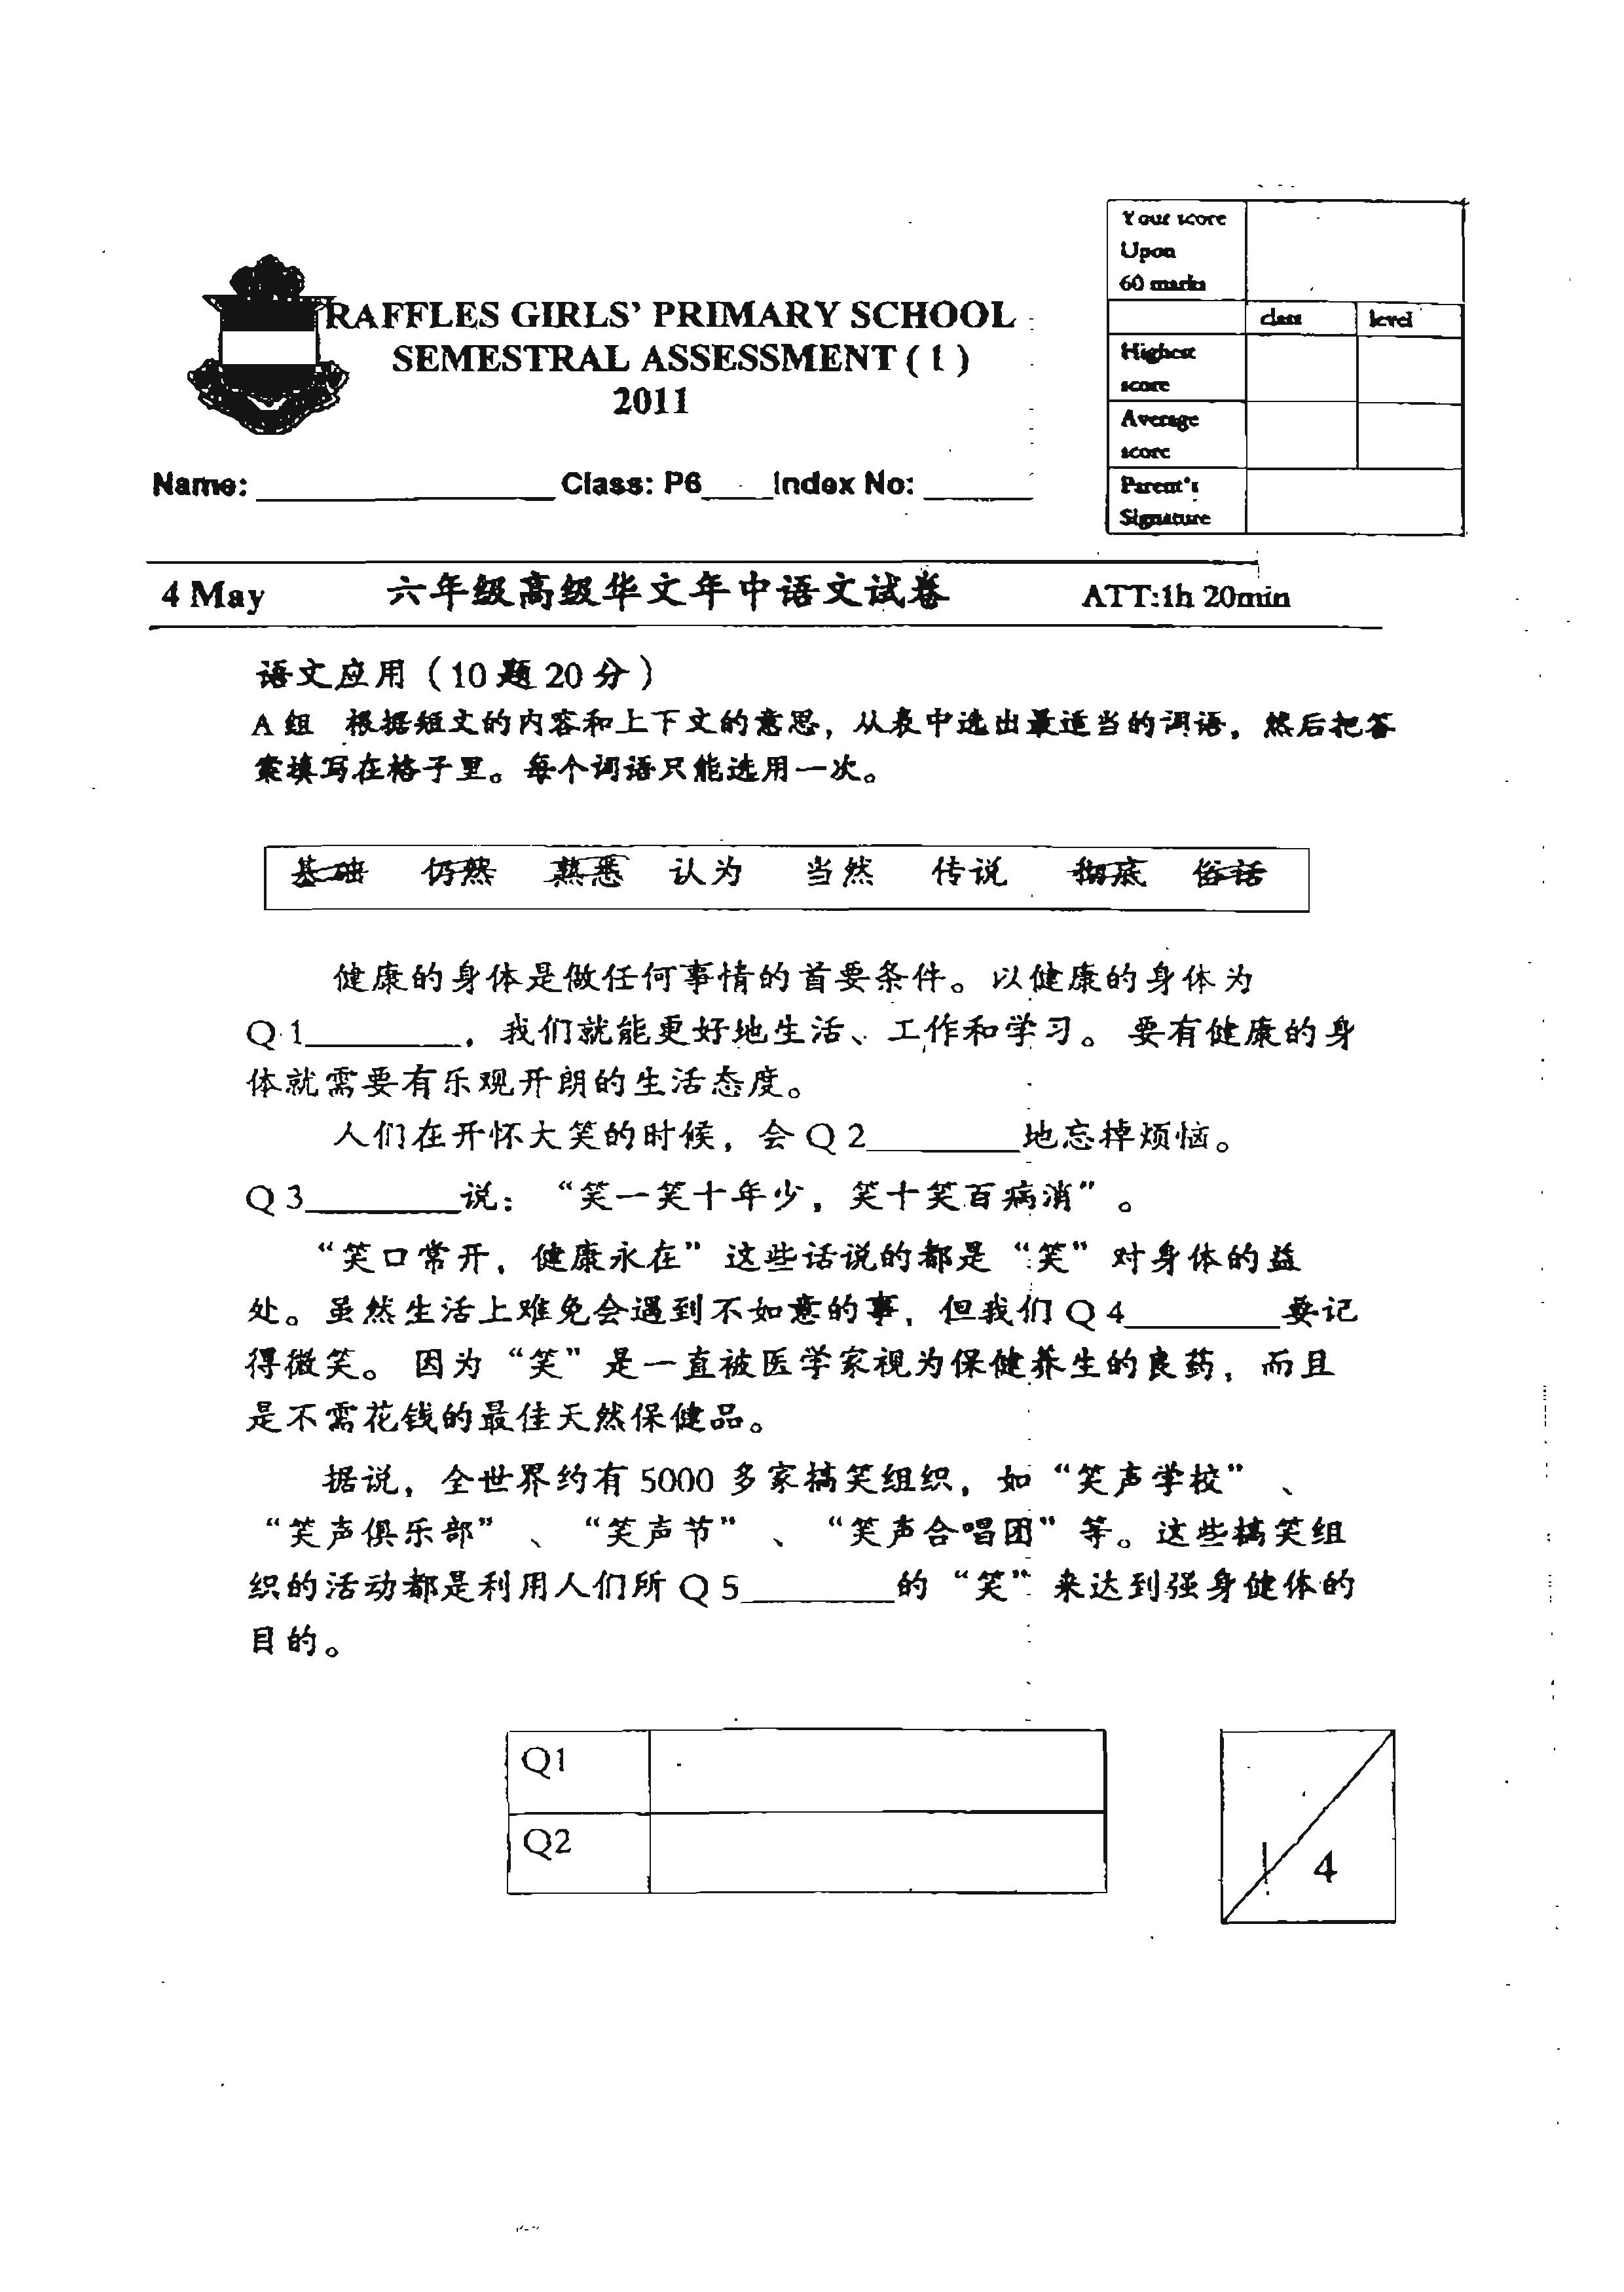 Your score
Upon
60 marks
class level
Highest
score
Average
score
Parent's
Signature
RAFFLES GIRLS' PRIMARY SCHOOL
SEMESTRAL ASSESSMENT ( 1 )
2011
Name: ________________ Class: P6____Index No: ______
4 May 六年级高级华文年中语文试卷 ATT:1h 20min
语文应用（10 题 20 分）
A 组 根据短文的内容和上下文的意思，从表中选出最适当的词语，然后把答
案填写在格子里。每个词语只能选用一次。
基础 仍然 熟悉 认为 当然 传说 彻底 俗话
健康的身体是做任何事情的首要条件。以健康的身体为
Q 1________，我们就能更好地生活、工作和学习。 要有健康的身
体就需要有乐观开朗的生活态度。
人们在开怀大笑的时候，会 Q 2________地忘掉烦恼。
Q 3________说：“笑一笑十年少，笑十笑百病消”。
“笑口常开，健康永在”这些话说的都是“笑”对身体的益
处。虽然生活上难免会遇到不如意的事，但我们 Q 4________要记
得微笑。 因为“笑”是一直被医学家视为保健养生的良药，而且
是不需花钱的最佳天然保健品。
据说，全世界约有 5000 多家搞笑组织，如“笑声学校”、
“笑声俱乐部”、“笑声节”、“笑声合唱团”等。这些搞笑组
织的活动都是利用人们所 Q 5________的“笑”来达到强身健体的
目的。
Q1
Q2
4